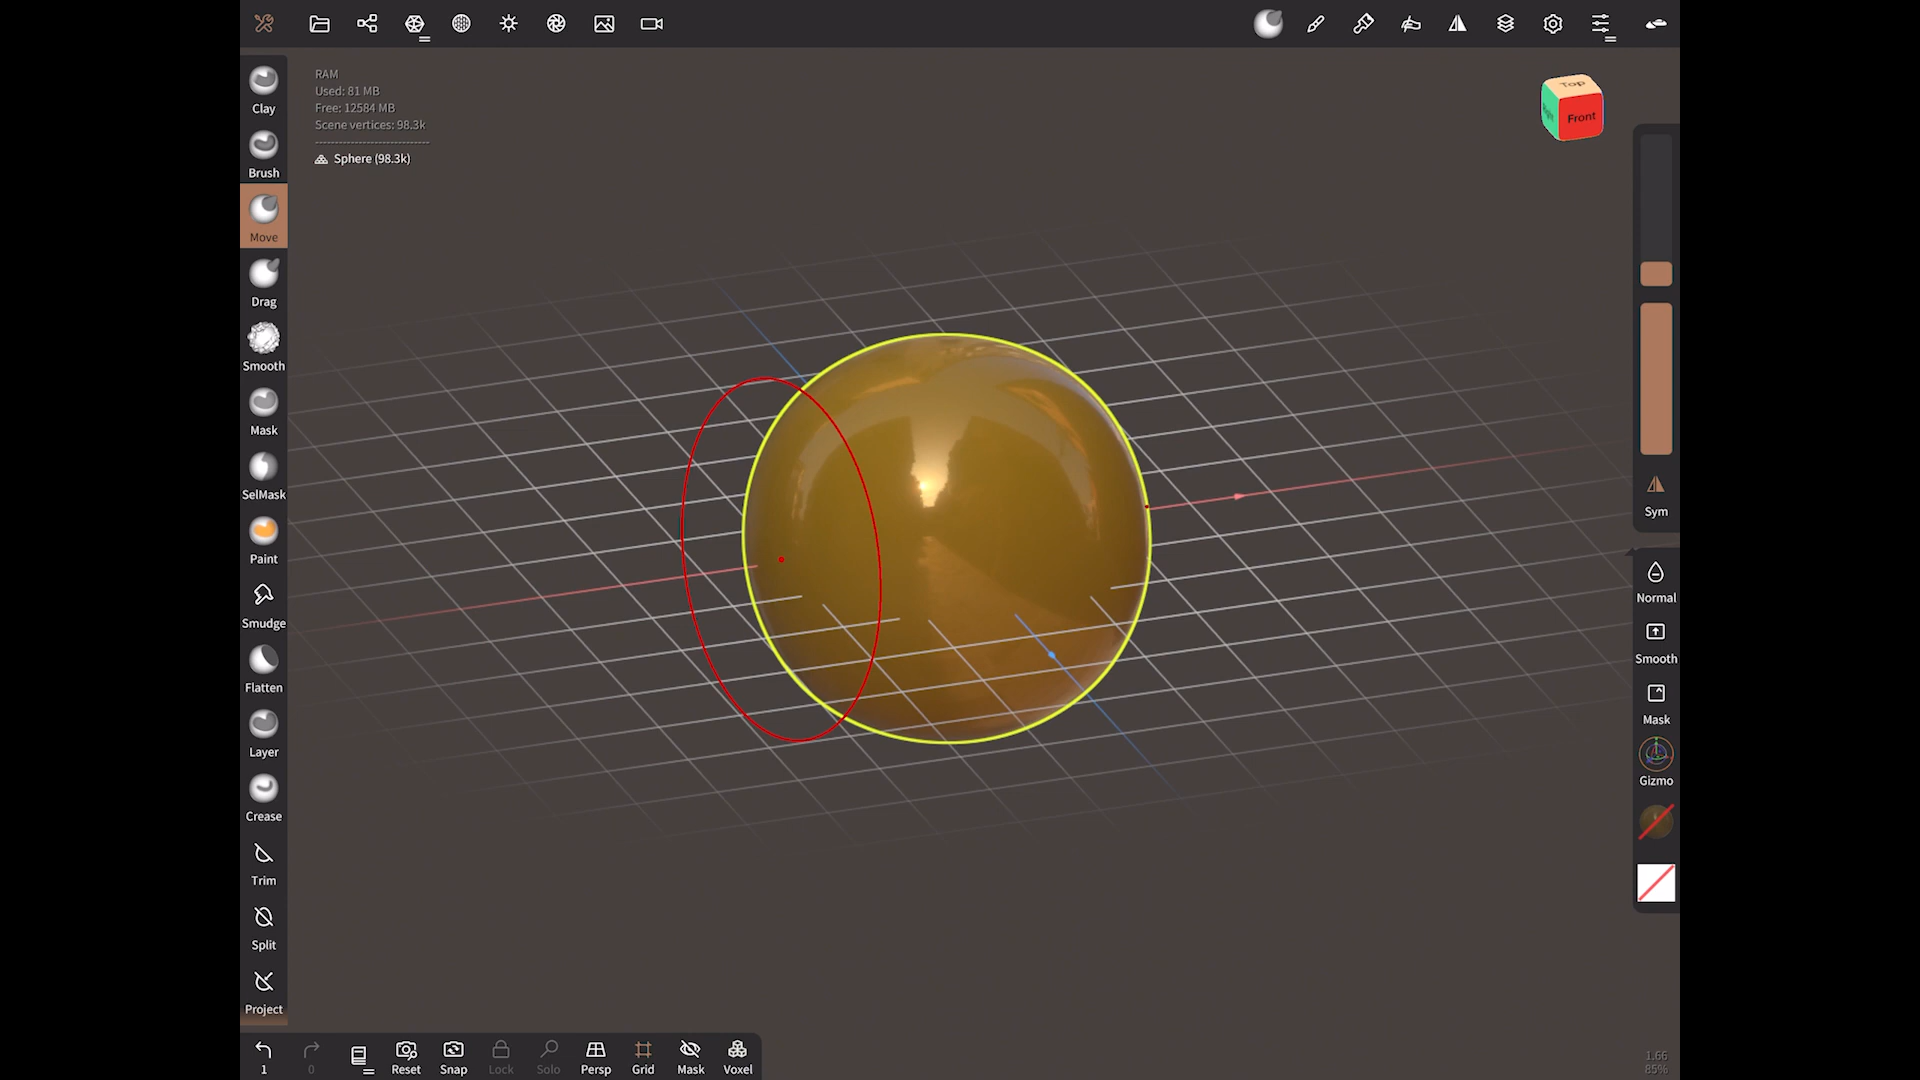 RAM
Used: 81 MB
Free: 12584 MB
Scene vertices: 98.3k
Sphere (98.3k)
Top
Right
Front
Clay
Brush
Move
Drag
Smooth
Mask
SelMask
Paint
Smudge
Flatten
Layer
Crease
Trim
Split
Project
Sym
Normal
Smooth
Mask
Gizmo
1
0
Reset
Snap
Lock
Solo
Persp
Grid
Mask
Voxel
1.66
85%